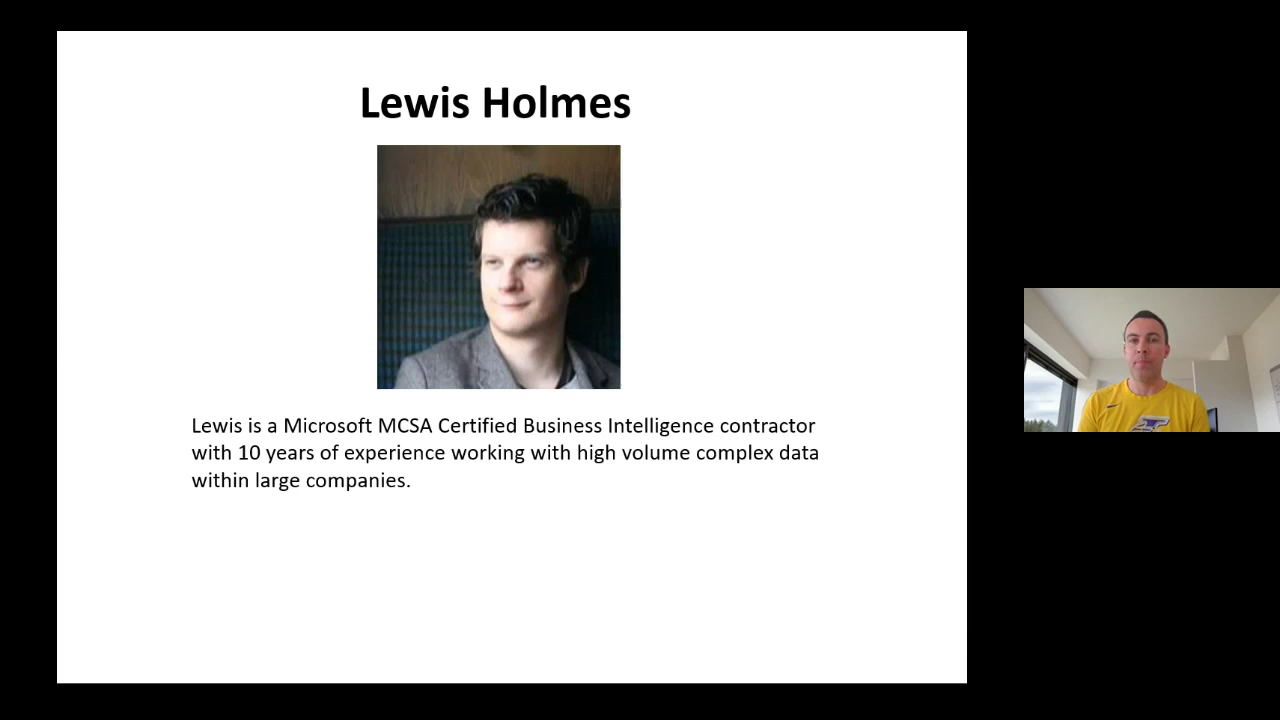 Lewis Holmes
Lewis is a Microsoft MCSA Certified Business Intelligence contractor
with 10 years of experience working with high volume complex data
within large companies.